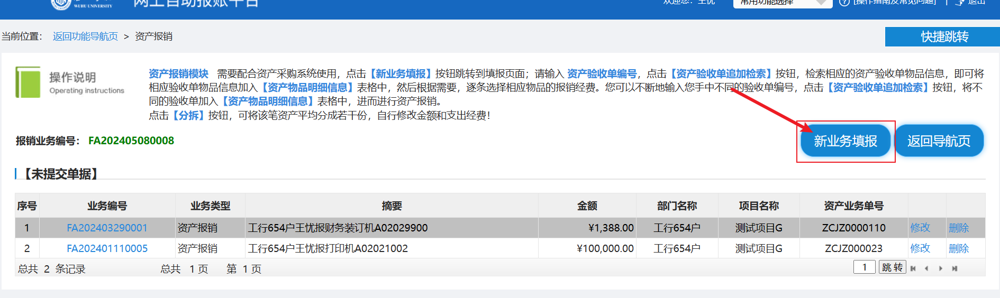 WUHU UNIVERSITY
网上自助报账平台
欢迎您：王忧
常用功能选择
[操作指南及常见问题]
|
退出
当前位置： 返回功能导航页 > 资产报销
快捷跳转
操作说明
Operating instructions
资产报销模块 需要配合资产采购系统使用，点击【新业务填报】按钮跳转到填报页面；请输入 资产验收单编号，点击【资产验收单追加检索】按钮，检索相应的资产验收单物品信息，即可将
相应验收单物品信息加入【资产物品明细信息】表格中，然后根据需要，逐条选择相应物品的报销经费。您可以不断地输入您手中不同的验收单编号，点击【资产验收单追加检索】按钮，将不
同的验收单加入【资产物品明细信息】表格中，进而进行资产报销。
点击【分拆】按钮，可将该笔资产平均分成若干份，自行修改金额和支出经费！
报销业务编号： FA202405080008
新业务填报
返回导航页
【未提交单据】
序号 业务编号 业务类型 摘要 金额 部门名称 项目名称 资产业务单号
1 FA202403290001 资产报销 工行654户王忧报财务装订机A02029900 ¥1,388.00 工行654户 测试项目G ZCJZ0000110 修改 删除
2 FA202401110005 资产报销 工行654户王忧报打印机A02021002 ¥100,000.00 工行654户 测试项目G ZCJZ000023 修改 删除
总共 2 条记录 总共 1 页 第 1 页 1 跳 转